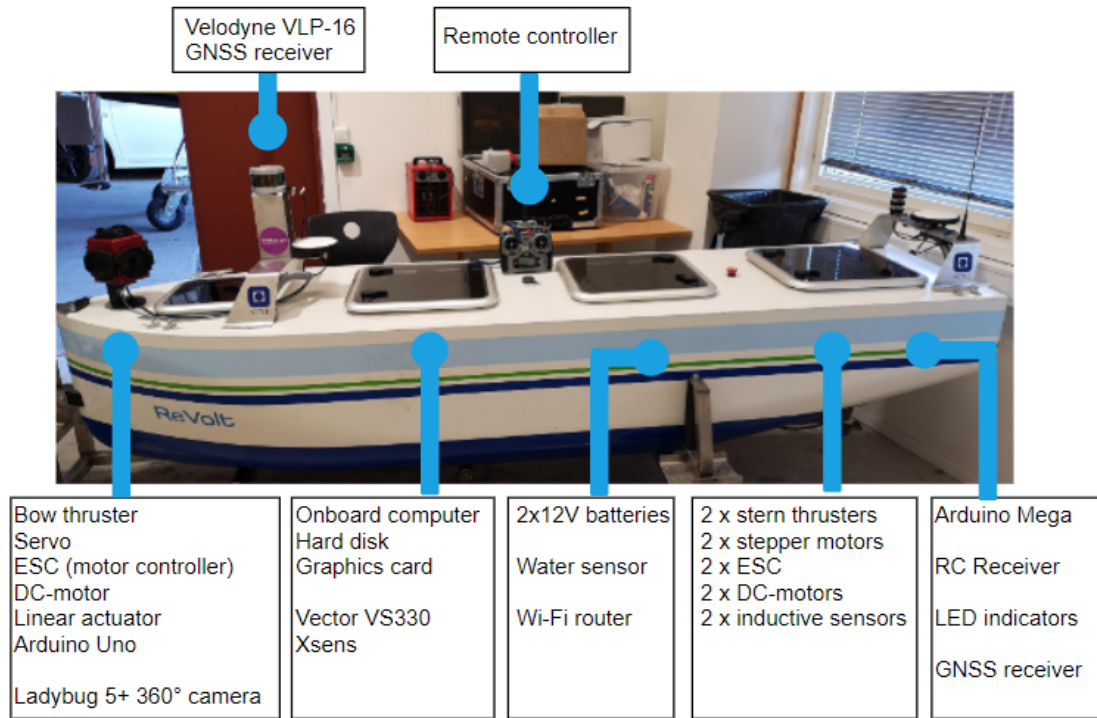 Velodyne VLP-16
GNSS receiver
Remote controller
ReVolt
Bow thruster
Servo
ESC (motor controller)
DC-motor
Linear actuator
Arduino Uno
Ladybug 5+ 360° camera
Onboard computer
Hard disk
Graphics card
Vector VS330
Xsens
2x12V batteries
Water sensor
Wi-Fi router
2 x stern thrusters
2 x stepper motors
2 x ESC
2 x DC-motors
2 x inductive sensors
Arduino Mega
RC Receiver
LED indicators
GNSS receiver